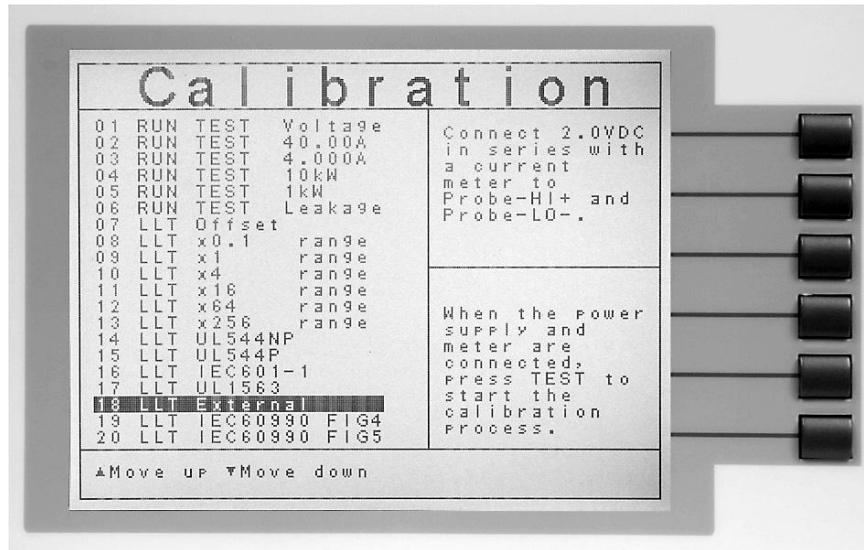 Calibration
01 RUN TEST Voltage
02 RUN TEST 40.00A
03 RUN TEST 4.000A
04 RUN TEST 10kW
05 RUN TEST 1kW
06 RUN TEST Leakage
07 LLT Offset
08 LLT x0.1 range
09 LLT x1 range
10 LLT x4 range
11 LLT x16 range
12 LLT x64 range
13 LLT x256 range
14 LLT UL544NP
15 LLT UL544P
16 LLT IEC601-1
17 LLT UL1563
18 LLT External
19 LLT IEC60990 FIG4
20 LLT IEC60990 FIG5
Connect 2.0VDC
in series with
a current
meter to
Probe-HI+ and
Probe-LO-.
When the power
supply and
meter are
connected,
press TEST to
start the
calibration
process.
▲Move up ▼Move down